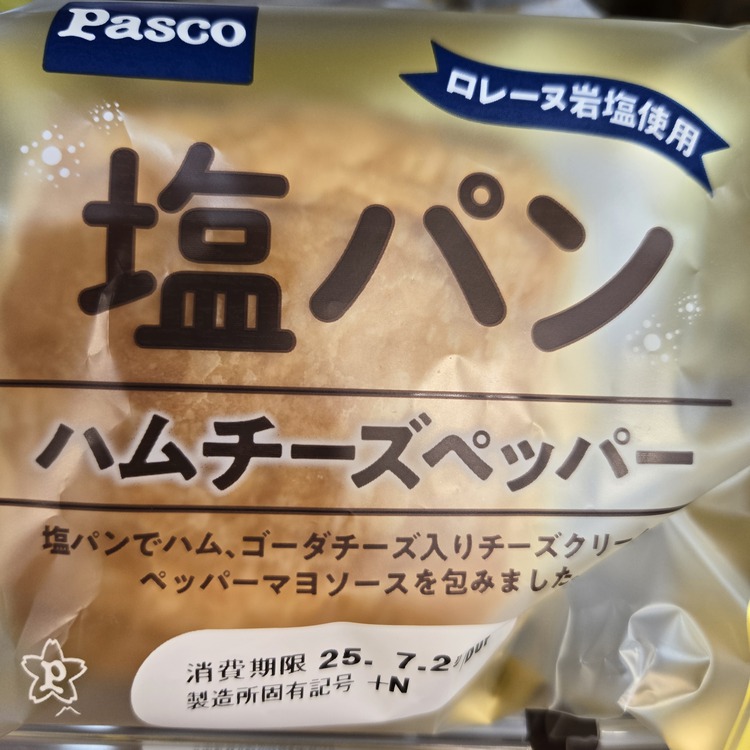 Pasco
ロレーヌ岩塩使用
塩パン
ハムチーズペッパー
塩パンでハム、ゴーダチーズ入りチーズクリー
ペッパーマヨソースを包みました
消費期限 25. 7.2
製造所固有記号 +N